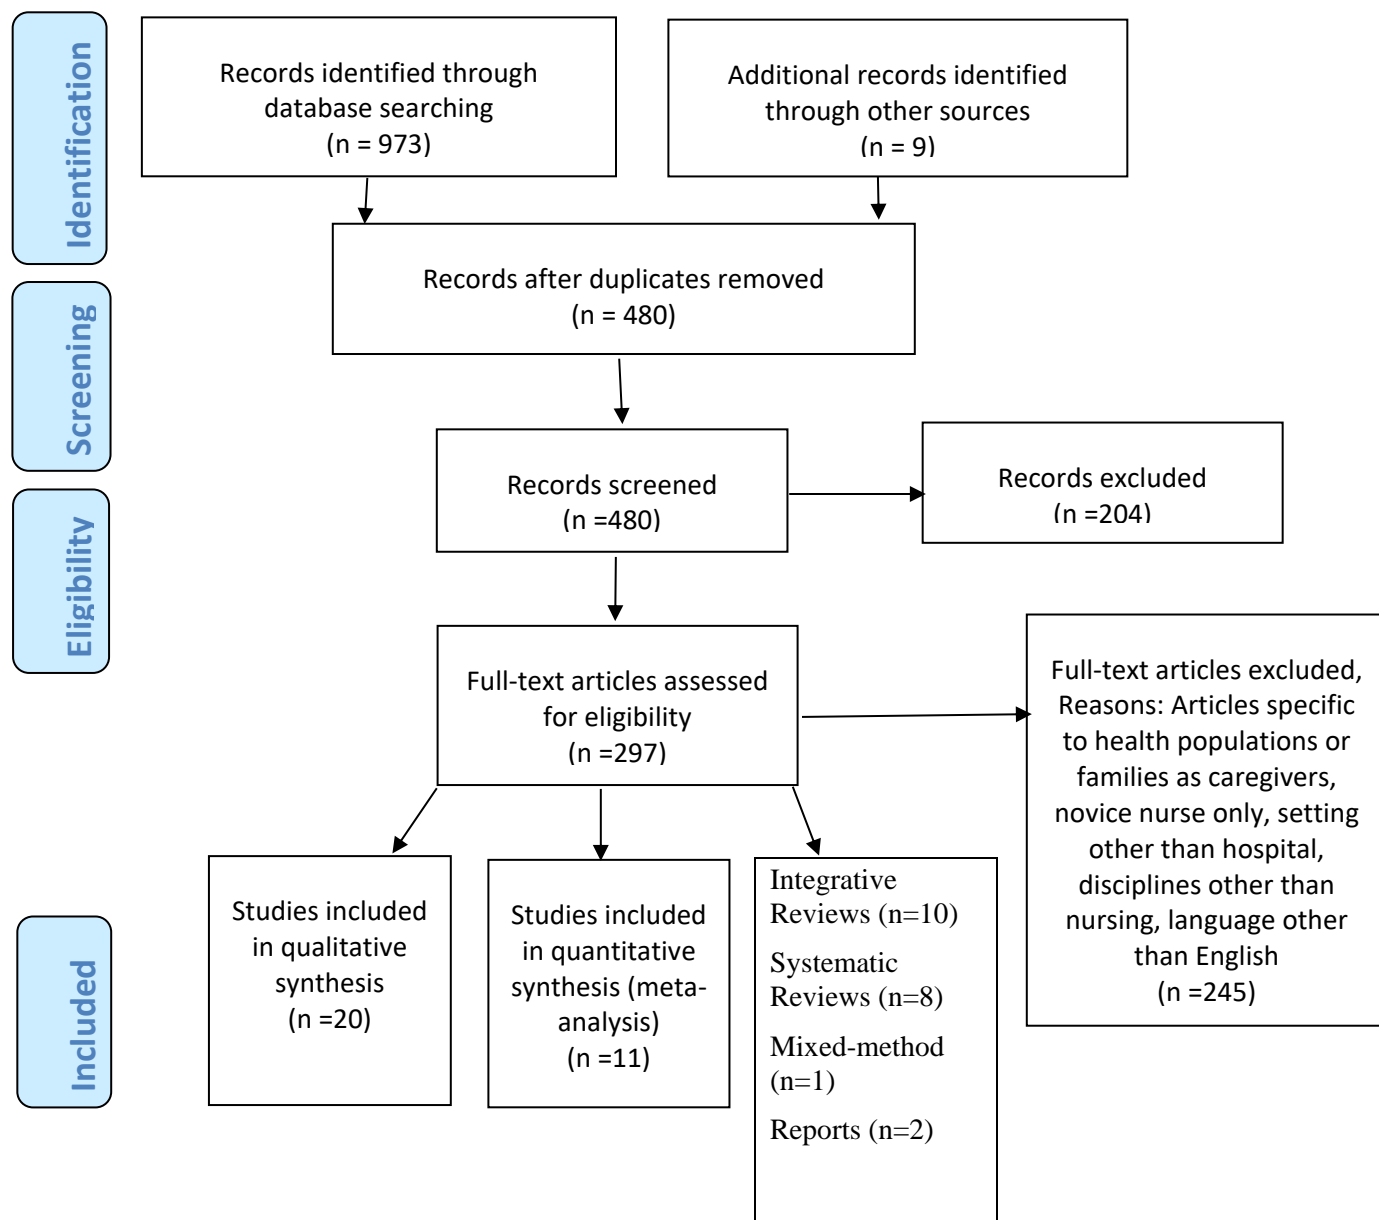 Identification
Records identified through
database searching
(n = 973)
Additional records identified
through other sources
(n = 9)
Records after duplicates removed
(n = 480)
Screening
Records screened
(n =480)
Records excluded
(n =204)
Eligibility
Full-text articles assessed
for eligibility
(n =297)
Full-text articles excluded,
Reasons: Articles specific
to health populations or
families as caregivers,
novice nurse only, setting
other than hospital,
disciplines other than
nursing, language other
than English
(n =245)
Included
Studies included
in qualitative
synthesis
(n =20)
Studies included
in quantitative
synthesis (meta-
analysis)
(n =11)
Integrative
Reviews (n=10)
Systematic
Reviews (n=8)
Mixed-method
(n=1)
Reports (n=2)